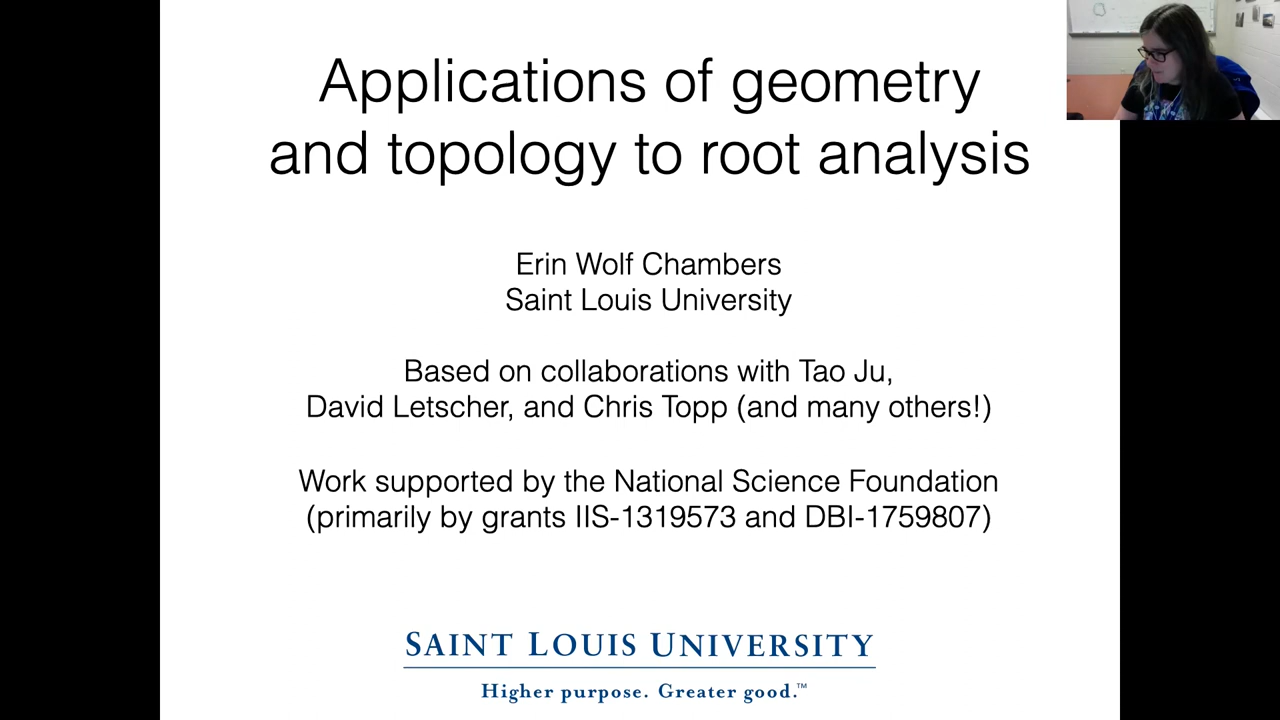 Applications of geometry
and topology to root analysis
Erin Wolf Chambers
Saint Louis University
Based on collaborations with Tao Ju,
David Letscher, and Chris Topp (and many others!)
Work supported by the National Science Foundation
(primarily by grants IIS-1319573 and DBI-1759807)
SAINT LOUIS UNIVERSITY
Higher purpose. Greater good.™